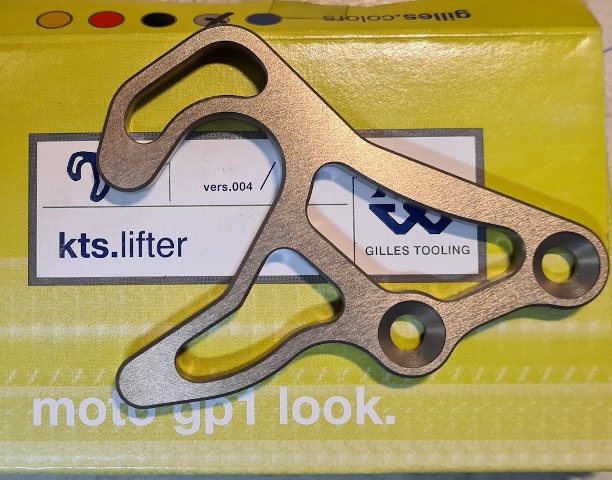 gilles.colors
vers.004 /
kts.lifter
GILLES TOOLING
moto gp1 look.